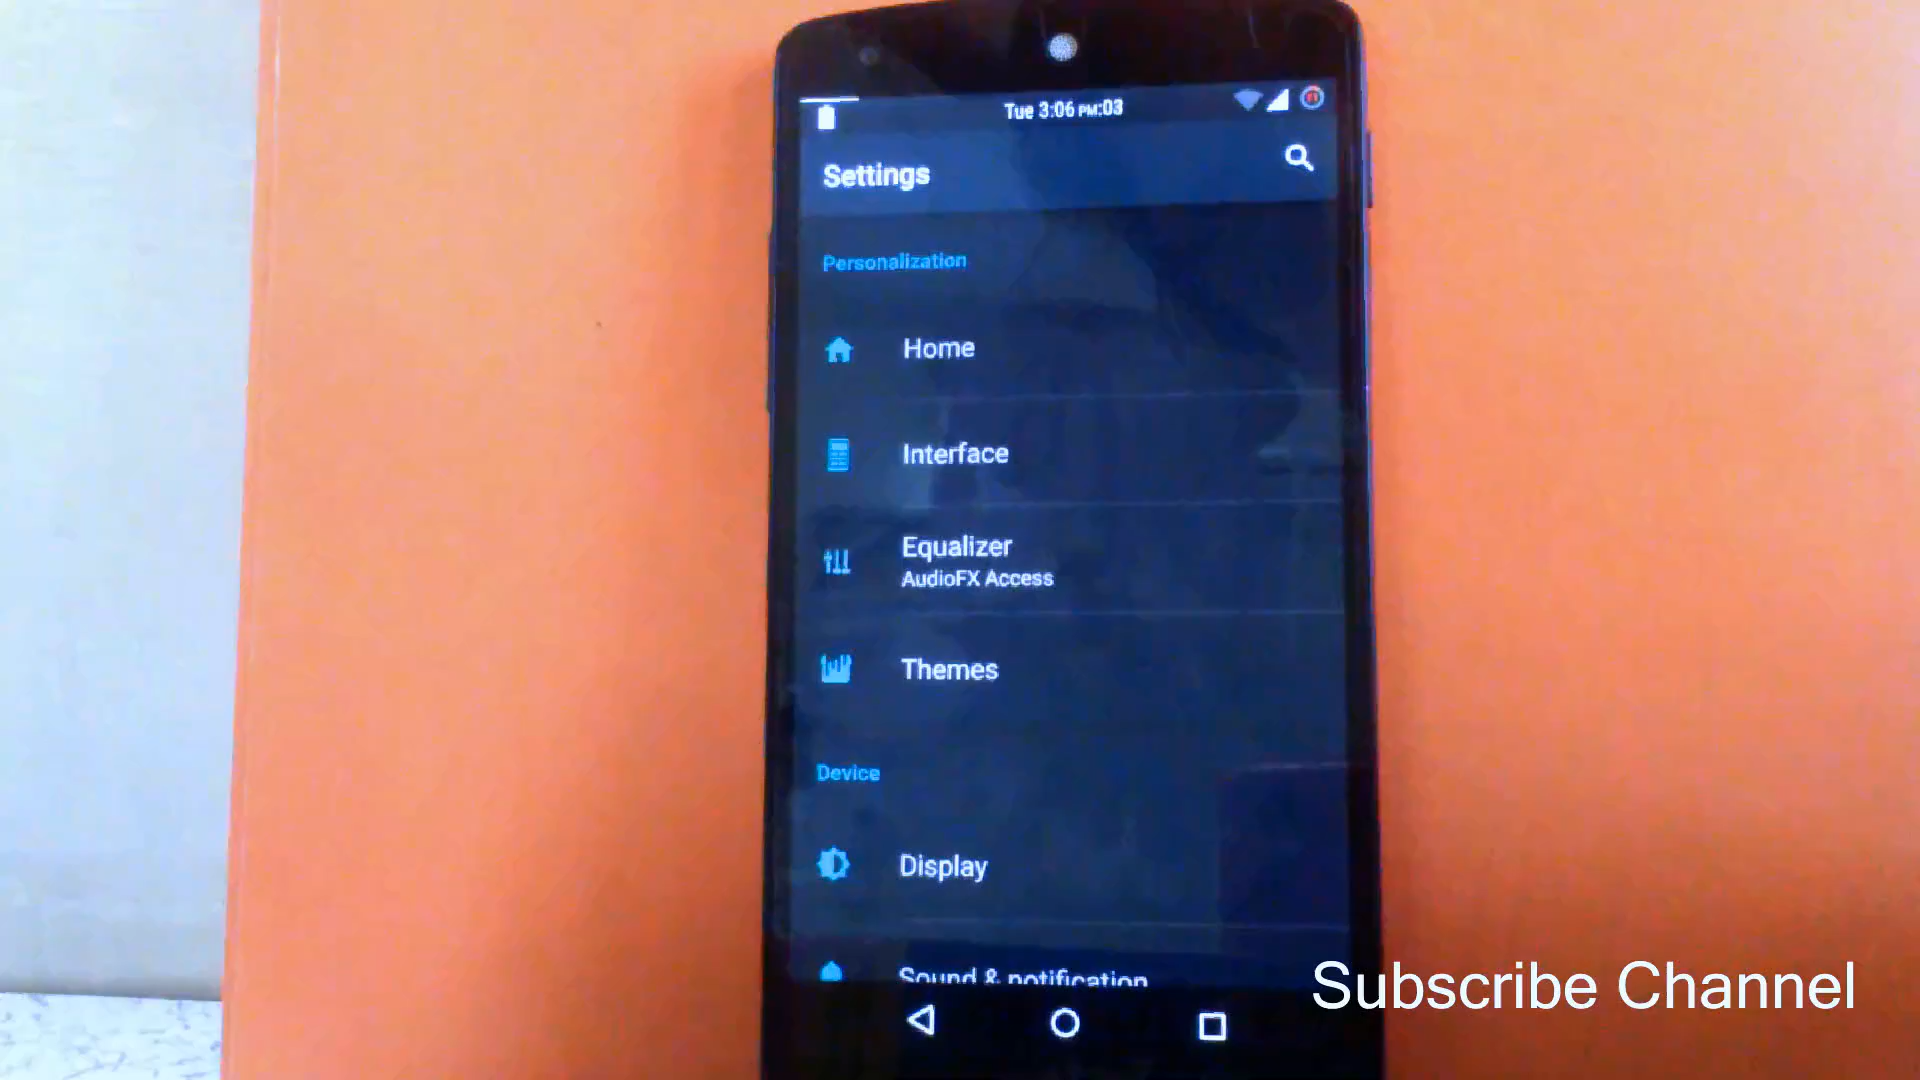 Tue 3:06 PM:03
Settings
Personalization
Home
Interface
Equalizer
AudioFX Access
Themes
Device
Display
Sound & notification
Subscribe Channel